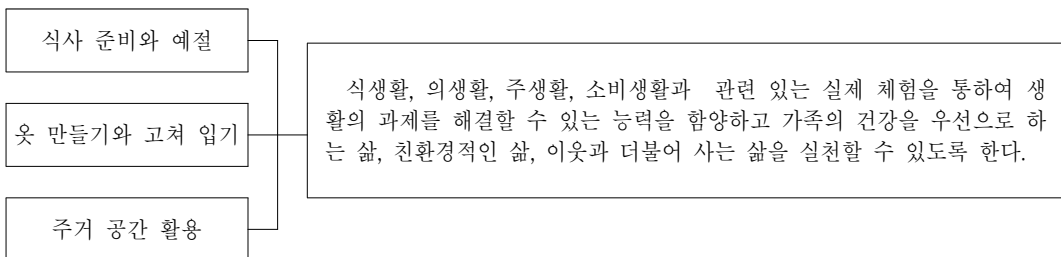 식사 준비와 예절
옷 만들기와 고쳐 입기
주거 공간 활용
식생활, 의생활, 주생활, 소비생활과 관련 있는 실제 체험을 통하여 생
활의 과제를 해결할 수 있는 능력을 함양하고 가족의 건강을 우선으로 하
는 삶, 친환경적인 삶, 이웃과 더불어 사는 삶을 실천할 수 있도록 한다.